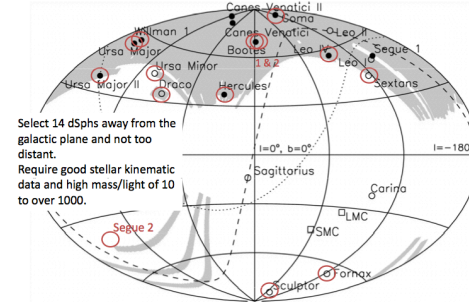 Canes Venatici II
Coma
Willman 1
Canes Venatici
Leo II
Ursa Major
Bootes
Leo IV
Segue 1
1 & 2
Leo I
Ursa Minor
Ursa Major II
Draco
Hercules
Sextans
Select 14 dSphs away from the
galactic plane and not too
distant.
Require good stellar kinematic
data and high mass/light of 10
to over 1000.
l=0°, b=0°
l=-180
Sagittarius
Carina
LMC
SMC
Segue 2
Fornax
Sculptor